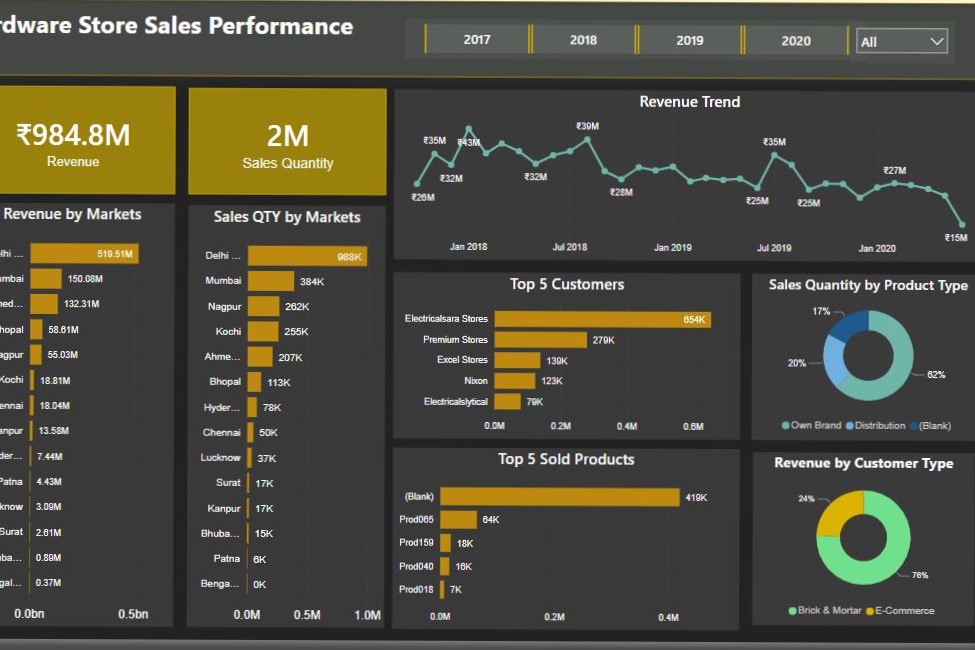 rdware Store Sales Performance
2017 2018 2019 2020 All
₹984.8M
Revenue
2M
Sales Quantity
Revenue Trend
₹26M ₹35M ₹32M ₹43M ₹32M ₹39M ₹28M ₹25M ₹35M ₹25M ₹27M ₹15M
Jan 2018 Jul 2018 Jan 2019 Jul 2019 Jan 2020
Revenue by Markets
lhi ... 519.51M
umbai 150.08M
med... 132.31M
hopal 58.61M
agpur 55.03M
Kochi 18.81M
ennai 18.04M
anpur 13.58M
der... 7.44M
Patna 4.43M
know 3.09M
Surat 2.61M
uba... 0.89M
gal... 0.37M
0.0bn 0.5bn
Sales QTY by Markets
Delhi ... 988K
Mumbai 384K
Nagpur 262K
Kochi 255K
Ahme... 207K
Bhopal 113K
Hyder... 78K
Chennai 50K
Lucknow 37K
Surat 17K
Kanpur 17K
Bhuba... 15K
Patna 6K
Benga... 0K
0.0M 0.5M 1.0M
Top 5 Customers
Electricalsara Stores 654K
Premium Stores 279K
Excel Stores 139K
Nixon 123K
Electricalslytical 79K
0.0M 0.2M 0.4M 0.6M
Sales Quantity by Product Type
17%
20%
62%
Own Brand Distribution (Blank)
Top 5 Sold Products
(Blank) 419K
Prod065 64K
Prod159 18K
Prod040 16K
Prod018 7K
0.0M 0.2M 0.4M
Revenue by Customer Type
24%
76%
Brick & Mortar E-Commerce